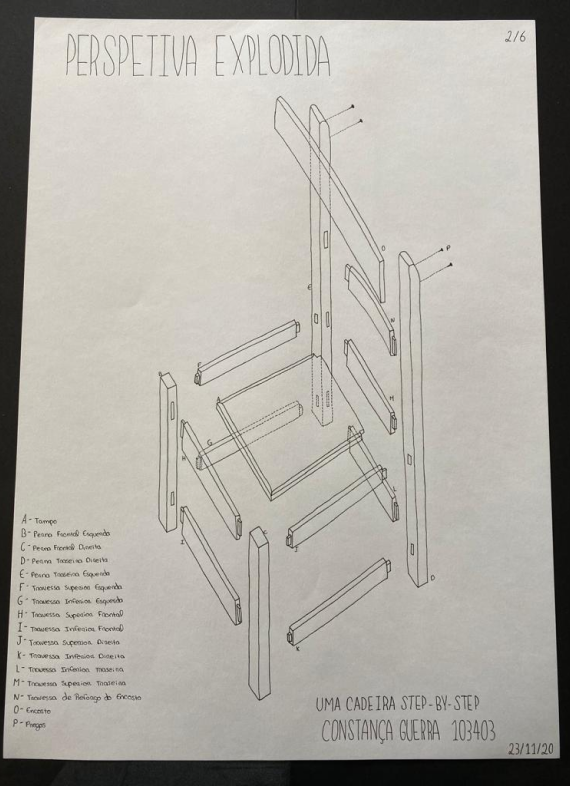 PERSPETIVA EXPLODIDA
2/6
A - Tampo
B - Perna Frontal Esquerda
C - Perna Frontal Direita
D - Perna Traseira Direita
E - Perna Traseira Esquerda
F - Travessa Superior Esquerda
G - Travessa Inferior Esquerda
H - Travessa Superior Frontal
I - Travessa Inferior Frontal
J - Travessa Superior Direita
K - Travessa Inferior Direita
L - Travessa Inferior Traseira
M - Travessa Superior Traseira
N - Travessa de Reforço do Encosto
O - Encosto
P - Pregos
O
P
E
N
F
B
A
M
G
H
L
C
I
J
D
K
UMA CADEIRA STEP-BY-STEP
CONSTANÇA GUERRA 103403
23/11/20